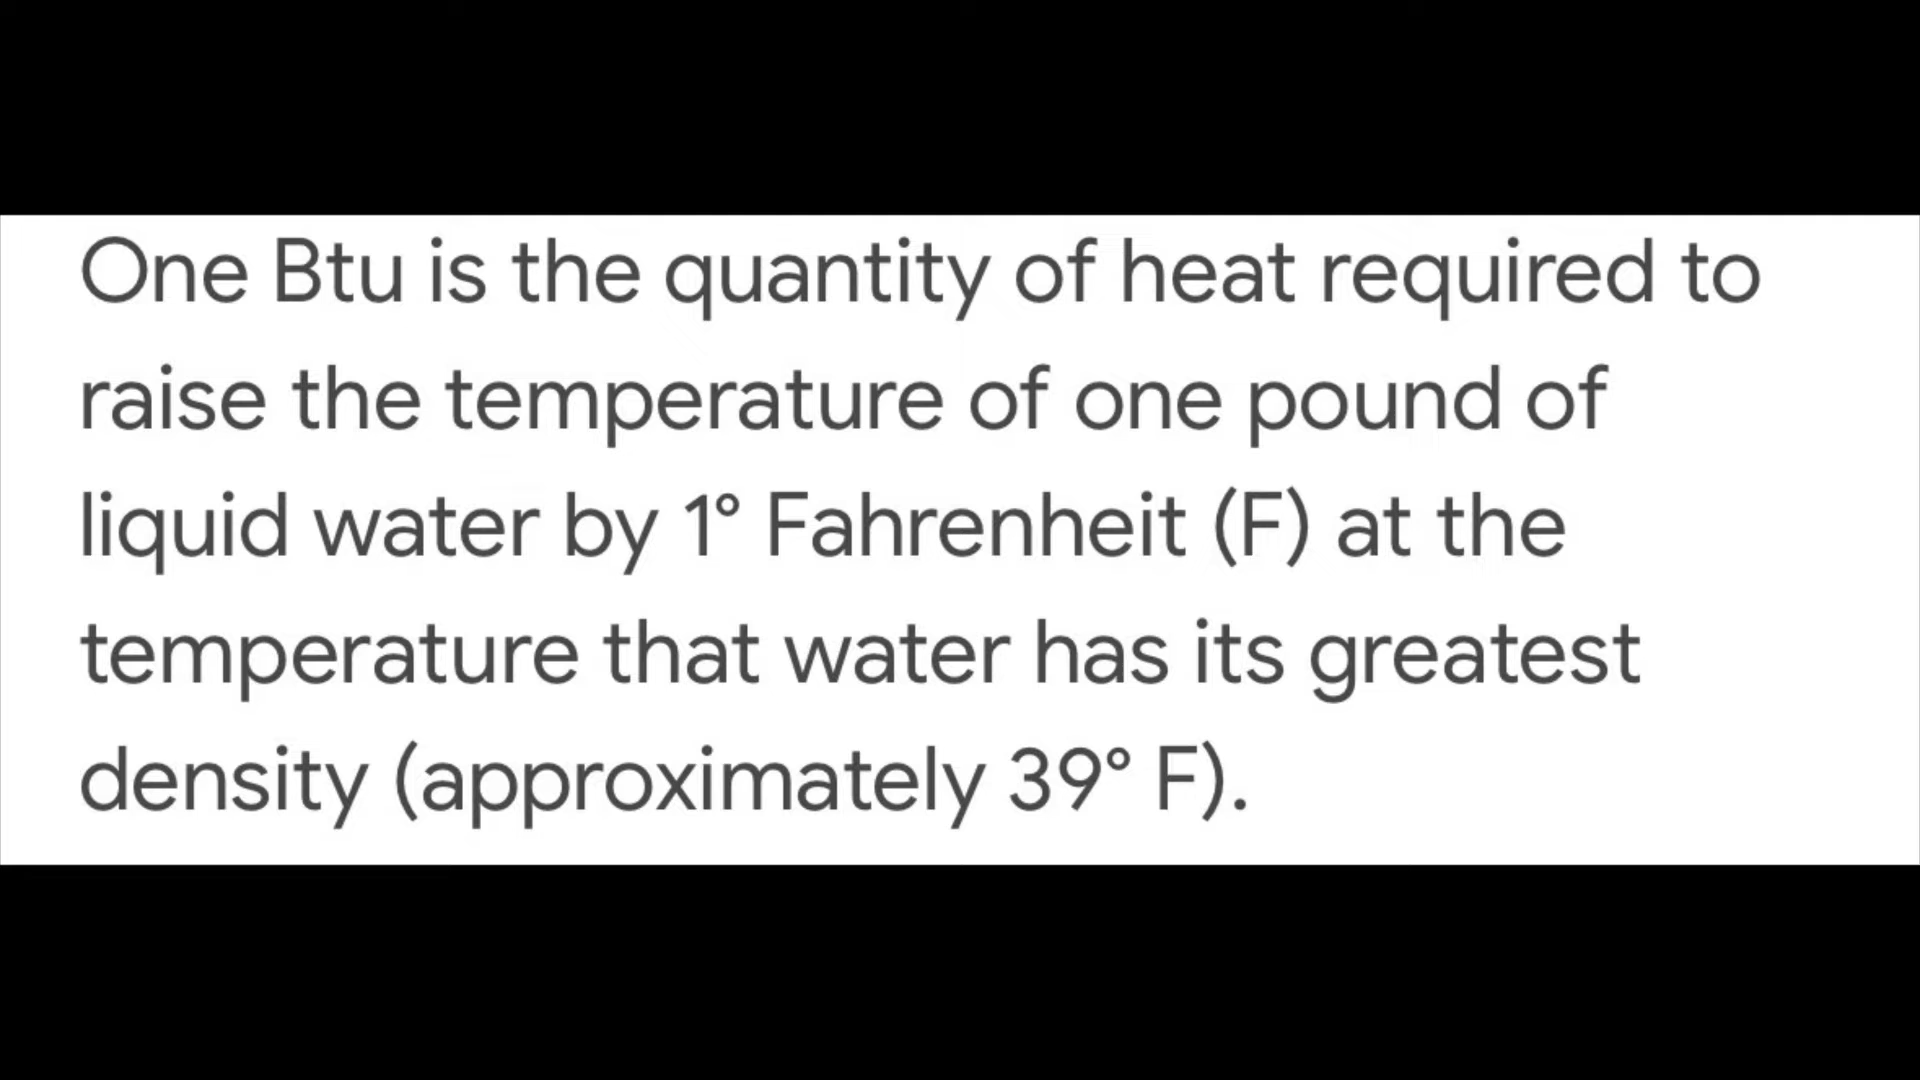 One Btu is the quantity of heat required to
raise the temperature of one pound of
liquid water by 1° Fahrenheit (F) at the
temperature that water has its greatest
density (approximately 39° F).